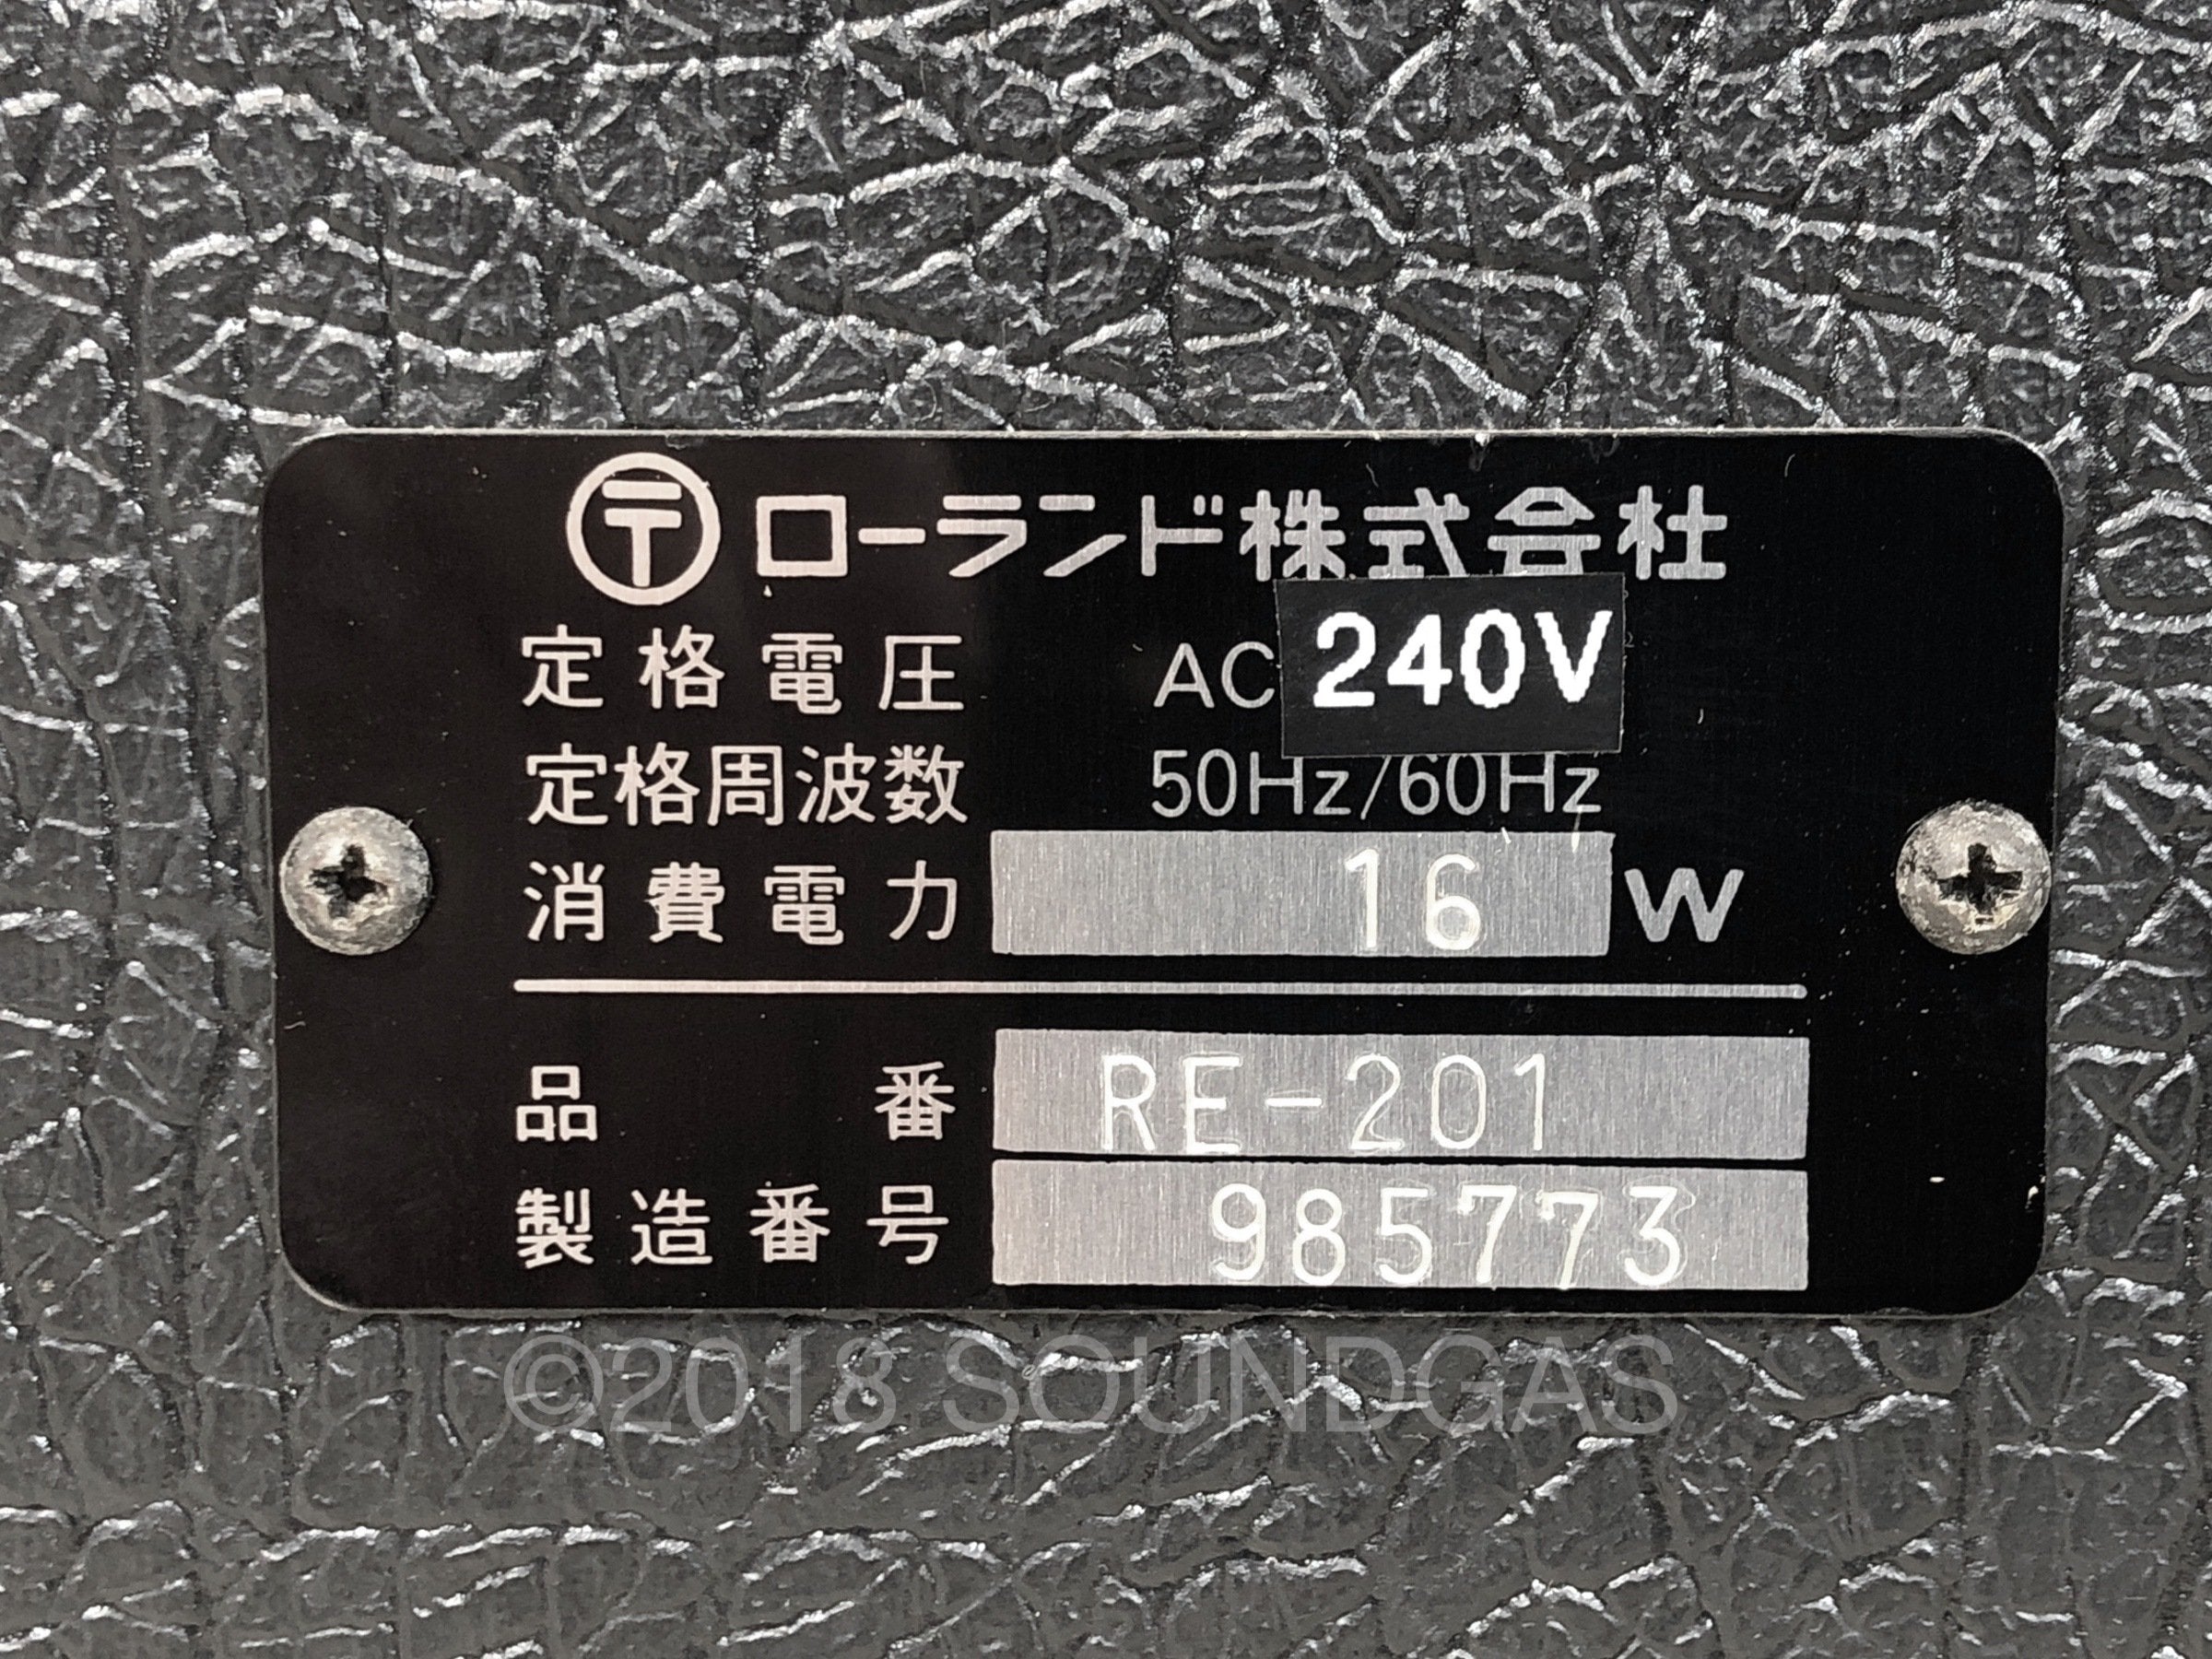 〒 ローランド株式会社
定格電圧 AC 240V
定格周波数 50Hz/60Hz
消費電力 16 W
品番 RE-201
製造番号 985773
©2018 SOUNDGAS